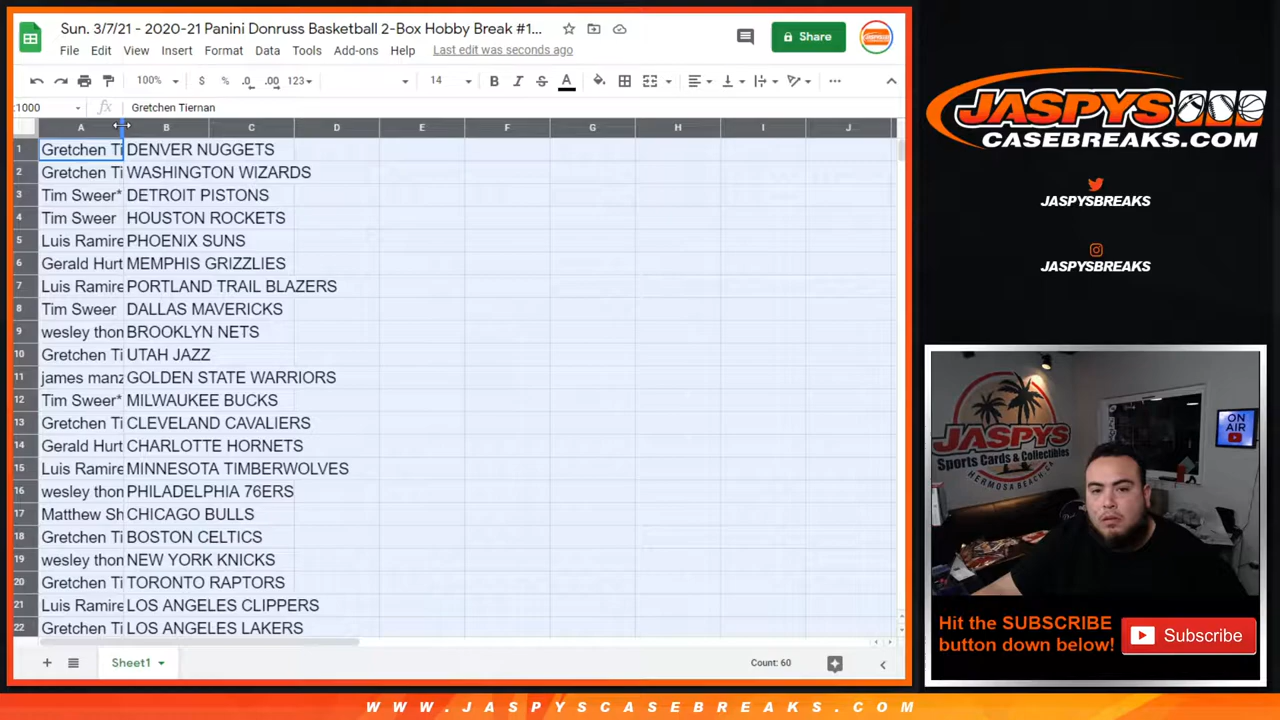 Sun. 3/7/21 - 2020-21 Panini Donruss Basketball 2-Box Hobby Break #1...
Share
File Edit View Insert Format Data Tools Add-ons Help Last edit was seconds ago
100% $ % .0 .00 123 14 B I S A
:1000 fx Gretchen Tiernan
A B C D E F G H I J
1 Gretchen Ti DENVER NUGGETS
2 Gretchen Ti WASHINGTON WIZARDS
3 Tim Sweer* DETROIT PISTONS
4 Tim Sweer HOUSTON ROCKETS
5 Luis Ramire PHOENIX SUNS
6 Gerald Hurt MEMPHIS GRIZZLIES
7 Luis Ramire PORTLAND TRAIL BLAZERS
8 Tim Sweer DALLAS MAVERICKS
9 wesley thon BROOKLYN NETS
10 Gretchen Ti UTAH JAZZ
11 james manz GOLDEN STATE WARRIORS
12 Tim Sweer* MILWAUKEE BUCKS
13 Gretchen Ti CLEVELAND CAVALIERS
14 Gerald Hurt CHARLOTTE HORNETS
15 Luis Ramire MINNESOTA TIMBERWOLVES
16 wesley thon PHILADELPHIA 76ERS
17 Matthew Sh CHICAGO BULLS
18 Gretchen Ti BOSTON CELTICS
19 wesley thon NEW YORK KNICKS
20 Gretchen Ti TORONTO RAPTORS
21 Luis Ramire LOS ANGELES CLIPPERS
22 Gretchen Ti LOS ANGELES LAKERS
Sheet1
Count: 60
JASPYS
CASEBREAKS.COM
JASPYSBREAKS
JASPYSBREAKS
JASPYS
Sports Cards & Collectibles
HERMOSA BEACH, CA
ON
AIR
Hit the SUBSCRIBE
button down below!
Subscribe
WWW.JASPYSCASEBREAKS.COM